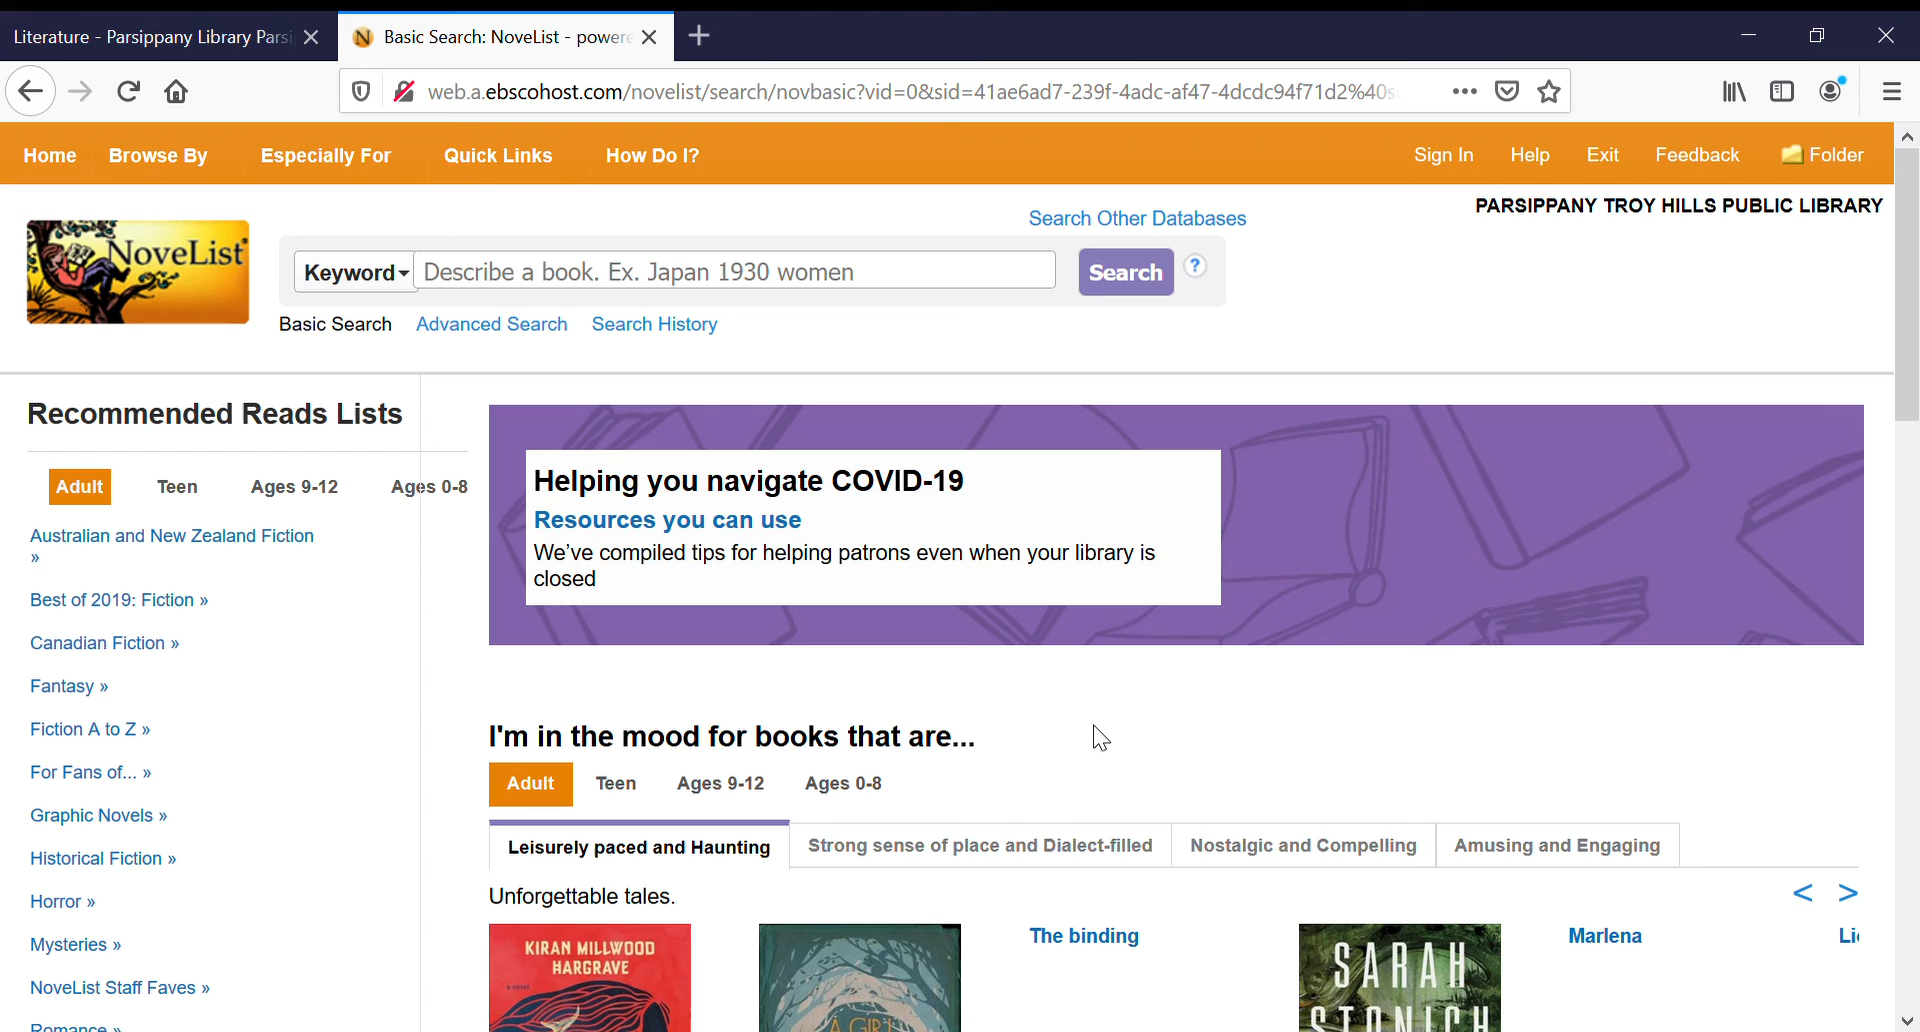 Literature - Parsippany Library Parsi
Basic Search: NoveList - powere
web.a.ebscohost.com/novelist/search/novbasic?vid=0&sid=41ae6ad7-239f-4adc-af47-4dcdc94f71d2%40s
Home Browse By Especially For Quick Links How Do I? Sign In Help Exit Feedback Folder
PARSIPPANY TROY HILLS PUBLIC LIBRARY
Search Other Databases
NoveList
Keyword Describe a book. Ex. Japan 1930 women Search ?
Basic Search Advanced Search Search History
Recommended Reads Lists
Adult Teen Ages 9-12 Ages 0-8
Australian and New Zealand Fiction
»
Best of 2019: Fiction »
Canadian Fiction »
Fantasy »
Fiction A to Z »
For Fans of... »
Graphic Novels »
Historical Fiction »
Horror »
Mysteries »
NoveList Staff Faves »
Romance »
Helping you navigate COVID-19
Resources you can use
We've compiled tips for helping patrons even when your library is
closed
I'm in the mood for books that are...
Adult Teen Ages 9-12 Ages 0-8
Leisurely paced and Haunting Strong sense of place and Dialect-filled Nostalgic and Compelling Amusing and Engaging
Unforgettable tales.
< >
KIRAN MILLWOOD
HARGRAVE
a novel
A GIRL
The binding
SARAH
STONICH
Marlena
Li